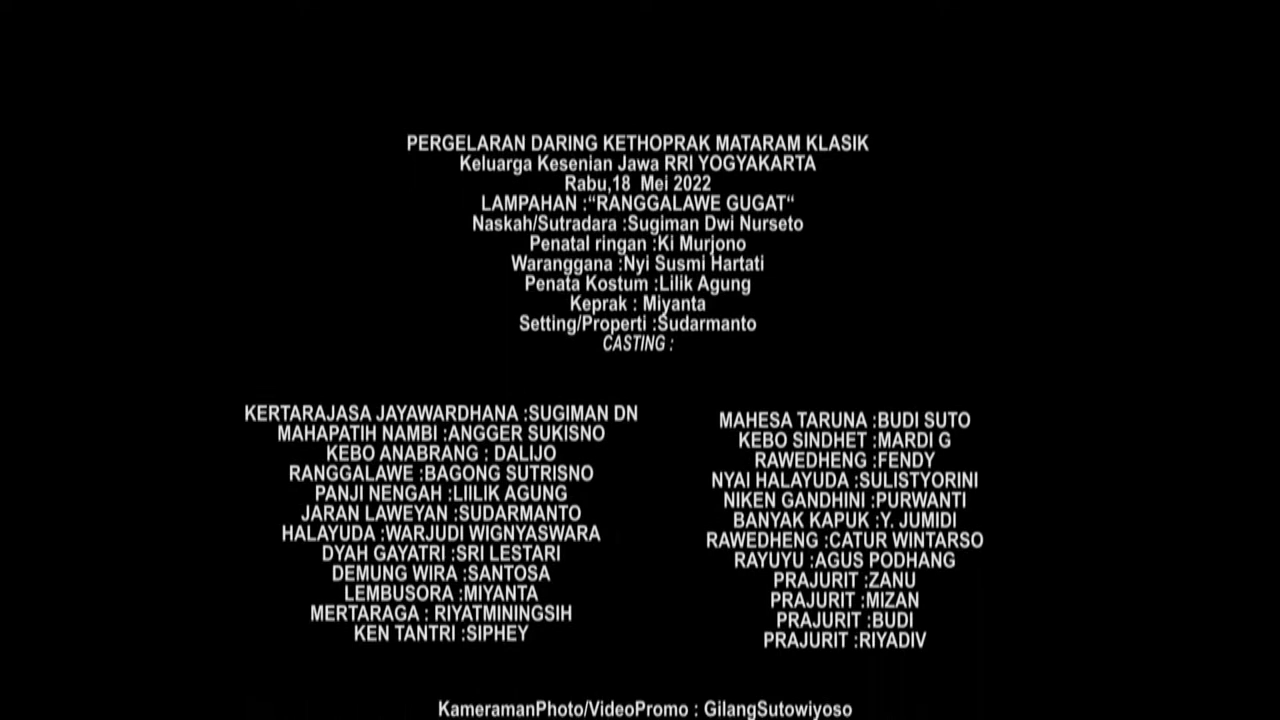 PERGELARAN DARING KETHOPRAK MATARAM KLASIK
Keluarga Kesenian Jawa RRI YOGYAKARTA
Rabu,18 Mei 2022
LAMPAHAN :“RANGGALAWE GUGAT“
Naskah/Sutradara :Sugiman Dwi Nurseto
Penatal ringan :Ki Murjono
Waranggana :Nyi Susmi Hartati
Penata Kostum :Lilik Agung
Keprak : Miyanta
Setting/Properti :Sudarmanto
CASTING :
KERTARAJASA JAYAWARDHANA :SUGIMAN DN
MAHAPATIH NAMBI :ANGGER SUKISNO
KEBO ANABRANG : DALIJO
RANGGALAWE :BAGONG SUTRISNO
PANJI NENGAH :LIILIK AGUNG
JARAN LAWEYAN :SUDARMANTO
HALAYUDA :WARJUDI WIGNYASWARA
DYAH GAYATRI :SRI LESTARI
DEMUNG WIRA :SANTOSA
LEMBUSORA :MIYANTA
MERTARAGA : RIYATMININGSIH
KEN TANTRI :SIPHEY
MAHESA TARUNA :BUDI SUTO
KEBO SINDHET :MARDI G
RAWEDHENG :FENDY
NYAI HALAYUDA :SULISTYORINI
NIKEN GANDHINI :PURWANTI
BANYAK KAPUK :Y. JUMIDI
RAWEDHENG :CATUR WINTARSO
RAYUYU :AGUS PODHANG
PRAJURIT :ZANU
PRAJURIT :MIZAN
PRAJURIT :BUDI
PRAJURIT :RIYADIV
KameramanPhoto/VideoPromo : GilangSutowiyoso